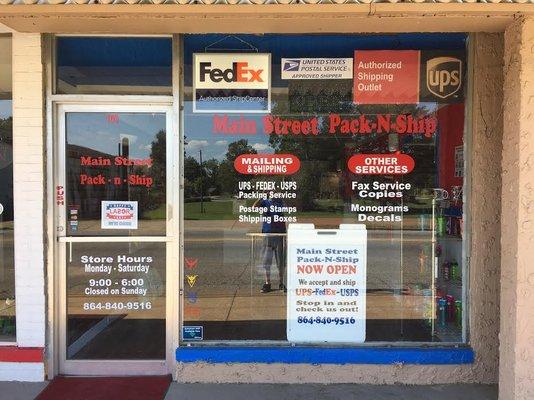 105
Main Street
Pack-n-Ship
PUSH
HAPPY
LABOR
DAY
Store Hours
Monday - Saturday
9:00 - 6:00
Closed on Sunday
864-840-9516
FedEx
Authorized ShipCenter
UNITED STATES
POSTAL SERVICE
APPROVED SHIPPER
Authorized
Shipping
Outlet
ups
Main Street Pack-N-Ship
MAILING
& SHIPPING
UPS - FEDEX - USPS
Packing Service
Postage Stamps
Shipping Boxes
OTHER
SERVICES
Fax Service
Copies
Monograms
Decals
Main Street
Pack-N-Ship
NOW OPEN
We accept and ship
UPS-FedEx-USPS
Stop in and
check us out!
864-840-9516